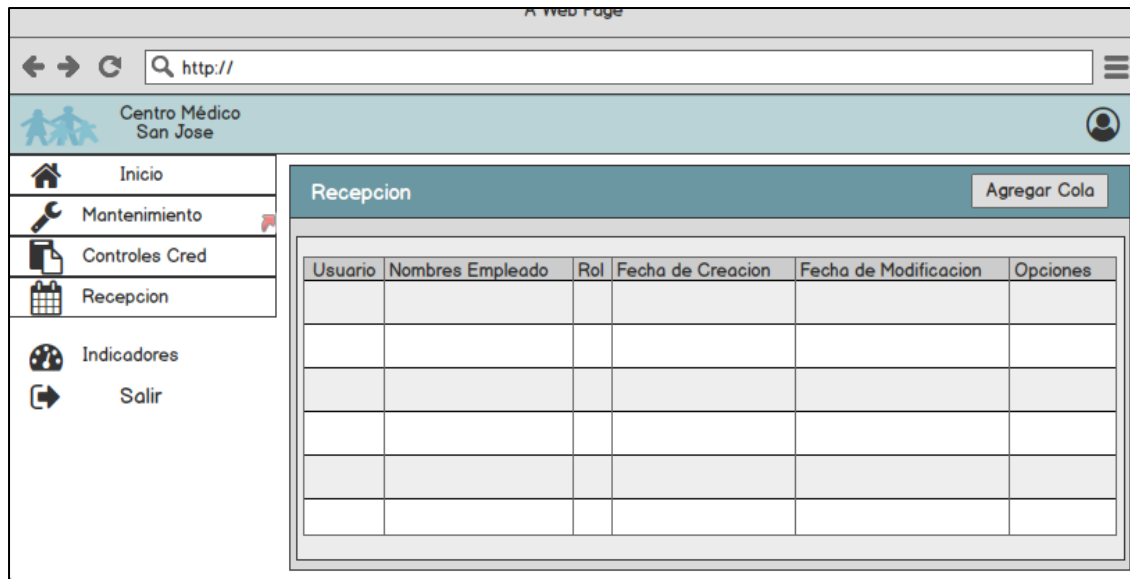 A Web Page
http://
Centro Médico
San Jose
Inicio
Mantenimiento
Controles Cred
Recepcion
Indicadores
Salir
Recepcion
Agregar Cola
Usuario Nombres Empleado Rol Fecha de Creacion Fecha de Modificacion Opciones